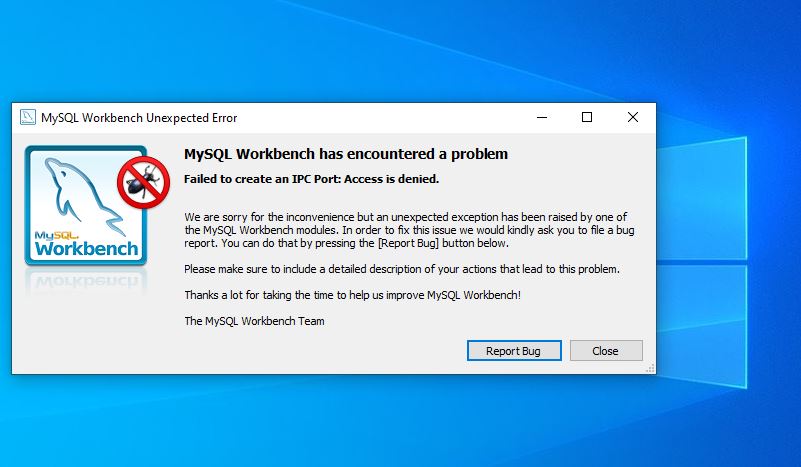 MySQL Workbench Unexpected Error
MySQL Workbench has encountered a problem
Failed to create an IPC Port: Access is denied.
We are sorry for the inconvenience but an unexpected exception has been raised by one of
the MySQL Workbench modules. In order to fix this issue we would kindly ask you to file a bug
report. You can do that by pressing the [Report Bug] button below.
Please make sure to include a detailed description of your actions that lead to this problem.
Thanks a lot for taking the time to help us improve MySQL Workbench!
The MySQL Workbench Team
MySQL
Workbench
Report Bug
Close